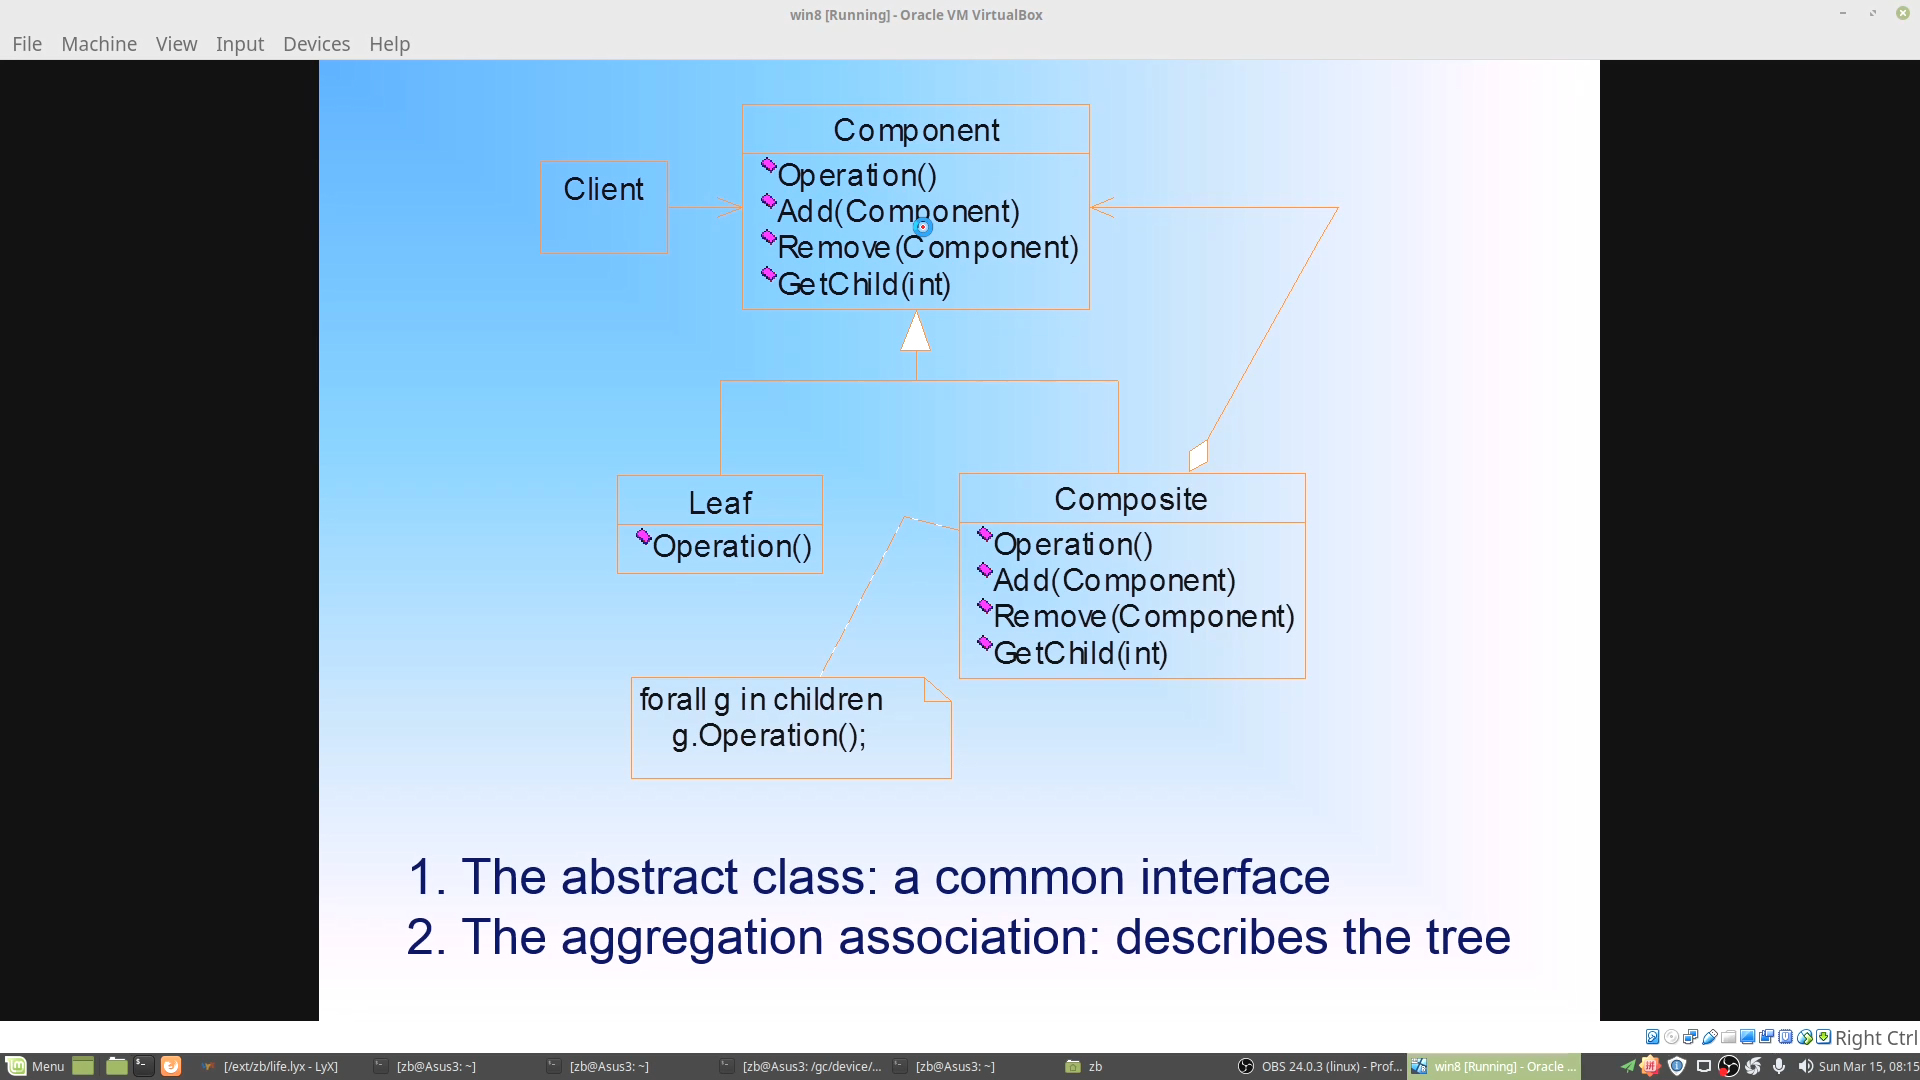 win8 [Running] - Oracle VM VirtualBox
File Machine View Input Devices Help
Component
Operation()
Add(Component)
Remove(Component)
GetChild(int)
Client
Leaf
Operation()
Composite
Operation()
Add(Component)
Remove(Component)
GetChild(int)
forall g in children
g.Operation();
1. The abstract class: a common interface
2. The aggregation association: describes the tree
Right Ctrl
Menu [/ext/zb/life.lyx - LyX] [zb@Asus3: ~] [zb@Asus3: ~] [zb@Asus3: /gc/device/... [zb@Asus3: ~] zb OBS 24.0.3 (linux) - Prof... win8 [Running] - Oracle ... Sun Mar 15, 08:15